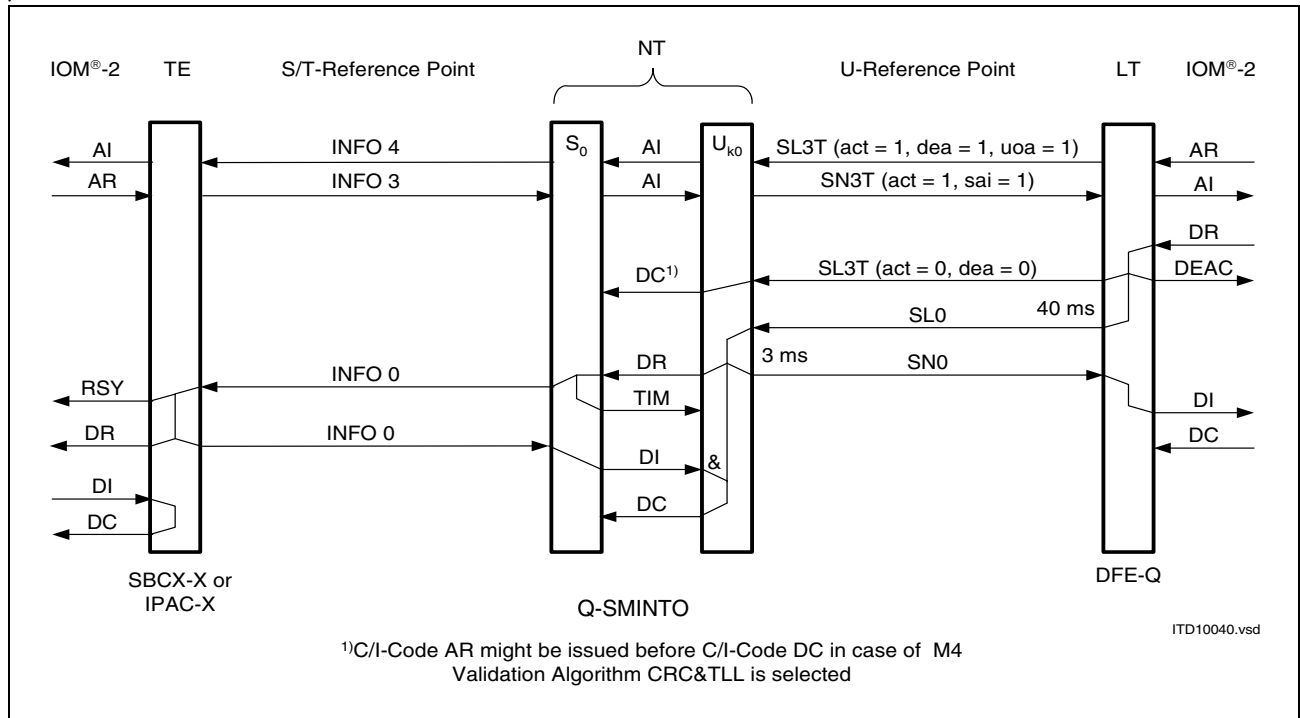 NT
IOM®-2 TE S/T-Reference Point U-Reference Point LT IOM®-2
S0 Uk0
AI INFO 4 AI SL3T (act = 1, dea = 1, uoa = 1) AR
AR INFO 3 AI SN3T (act = 1, sai = 1) AI
DR
DC1) SL3T (act = 0, dea = 0) DEAC
SL0 40 ms
RSY INFO 0 DR 3 ms SN0
TIM DI
DR INFO 0 DI & DC
DI
DC DC
SBCX-X or
IPAC-X
Q-SMINTO
DFE-Q
ITD10040.vsd
1)C/I-Code AR might be issued before C/I-Code DC in case of M4
Validation Algorithm CRC&TLL is selected